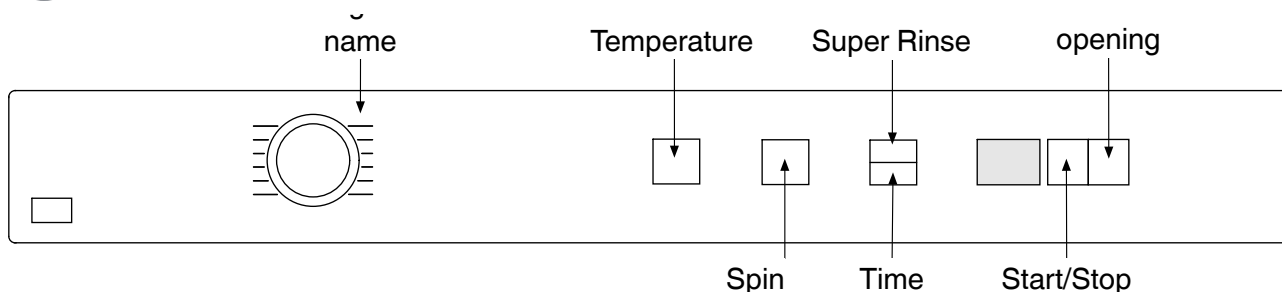 name
Temperature
Super Rinse
opening
Spin
Time
Start/Stop